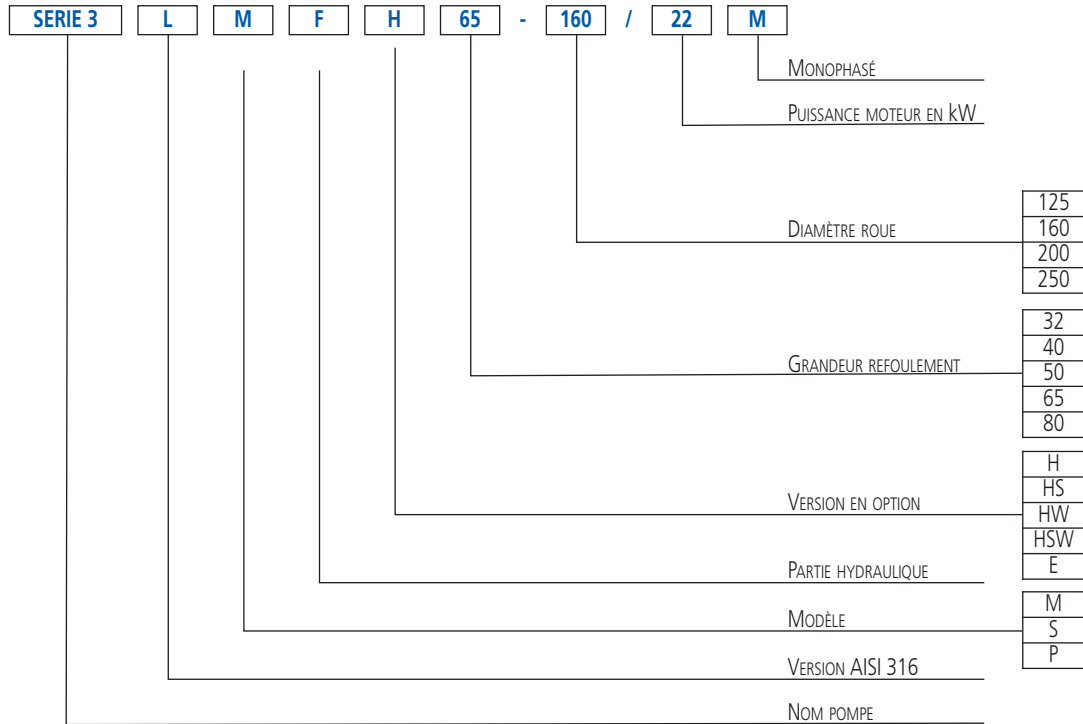 SERIE 3 L M F H 65 - 160 / 22 M
MONOPHASÉ
PUISSANCE MOTEUR EN kW
DIAMÈTRE ROUE
125
160
200
250
GRANDEUR REFOULEMENT
32
40
50
65
80
VERSION EN OPTION
H
HS
HW
HSW
E
PARTIE HYDRAULIQUE
MODÈLE
M
S
P
VERSION AISI 316
NOM POMPE